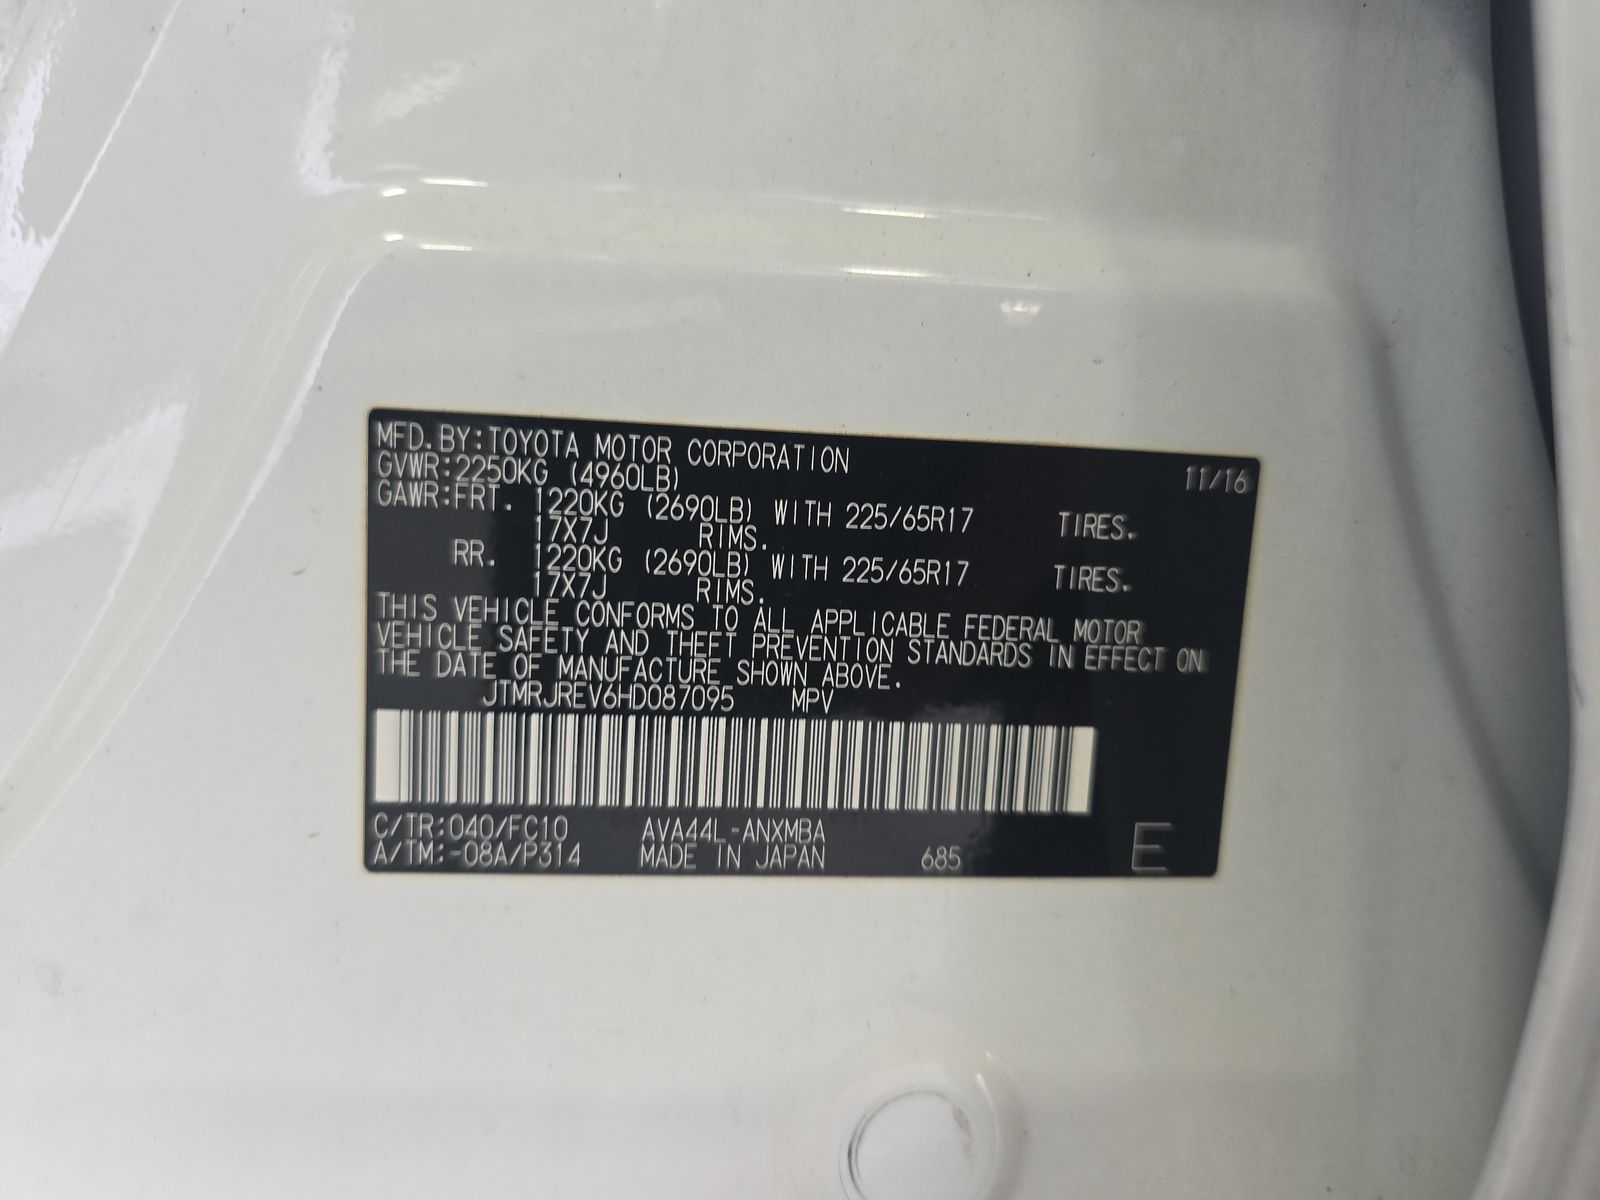 MFD.BY:TOYOTA MOTOR CORPORATION 11/16
GVWR:2250KG (4960LB)
GAWR:FRT. 1220KG (2690LB) WITH 225/65R17 TIRES.
17X7J RIMS.
RR. 1220KG (2690LB) WITH 225/65R17 TIRES.
17X7J RIMS.
THIS VEHICLE CONFORMS TO ALL APPLICABLE FEDERAL MOTOR
VEHICLE SAFETY AND THEFT PREVENTION STANDARDS IN EFFECT ON
THE DATE OF MANUFACTURE SHOWN ABOVE.
JTMRJREV6HD087095 MPV
C/TR:040/FC10 AVA44L-ANXMBA
A/TM:-08A/P314 MADE IN JAPAN 685 E